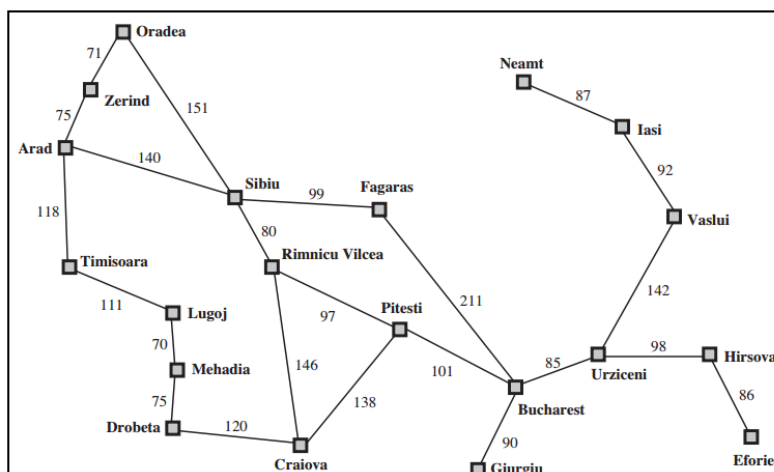 Oradea
71
Neamt
87
Zerind
151
75
Iasi
Arad
140
92
Sibiu
99
Fagaras
118
Vaslui
80
Timisoara
Rimnicu Vilcea
142
111
Pitesti
211
Lugoj
97
70
98
Hirsova
146
101
85
Urziceni
Mehadia
138
86
75
Bucharest
Drobeta
120
90
Craiova
Eforie
Giurgiu